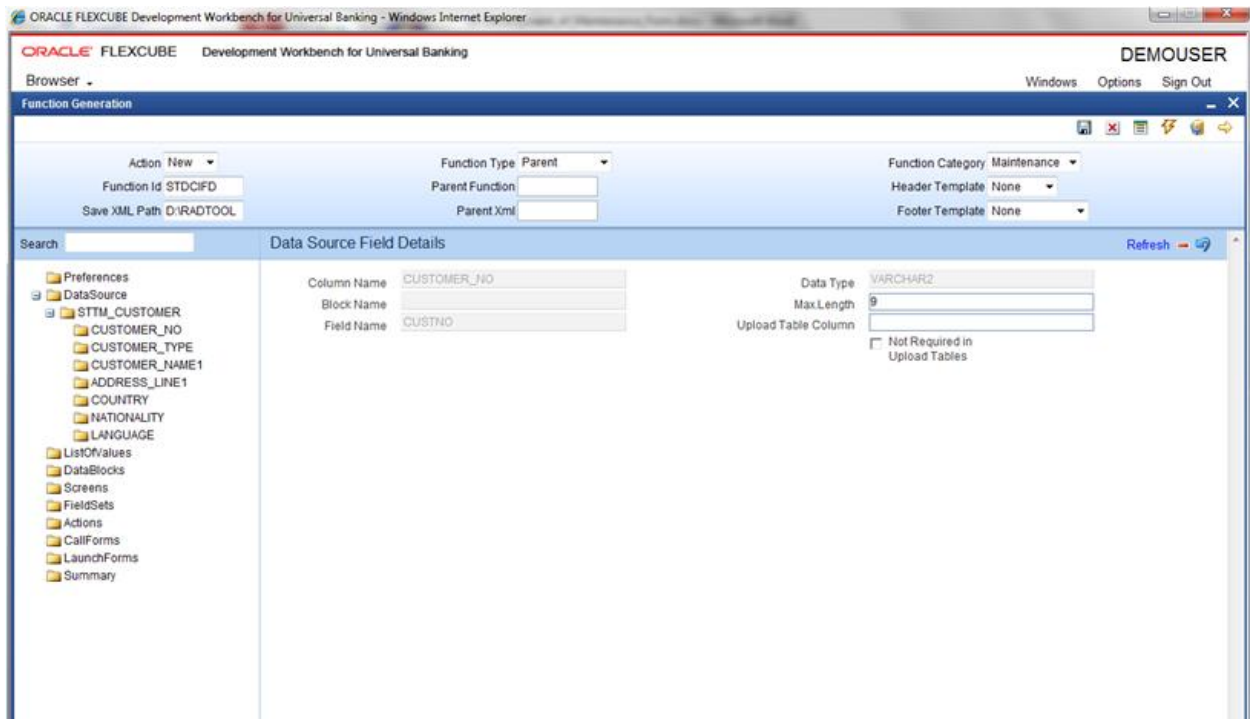 ORACLE FLEXCUBE Development Workbench for Universal Banking - Windows Internet Explorer
ORACLE FLEXCUBE Development Workbench for Universal Banking DEMOUSER
Browser Windows Options Sign Out
Function Generation
Action New Function Type Parent Function Category Maintenance
Function Id STDCIFD Parent Function Header Template None
Save XML Path D:\RADTOOL Parent Xml Footer Template None
Search Data Source Field Details Refresh
Preferences
DataSource
STTM_CUSTOMER
CUSTOMER_NO
CUSTOMER_TYPE
CUSTOMER_NAME1
ADDRESS_LINE1
COUNTRY
NATIONALITY
LANGUAGE
ListOfValues
DataBlocks
Screens
FieldSets
Actions
CallForms
LaunchForms
Summary
Column Name CUSTOMER_NO Data Type VARCHAR2
Block Name Max.Length 9
Field Name CUSTNO Upload Table Column
Not Required in
Upload Tables